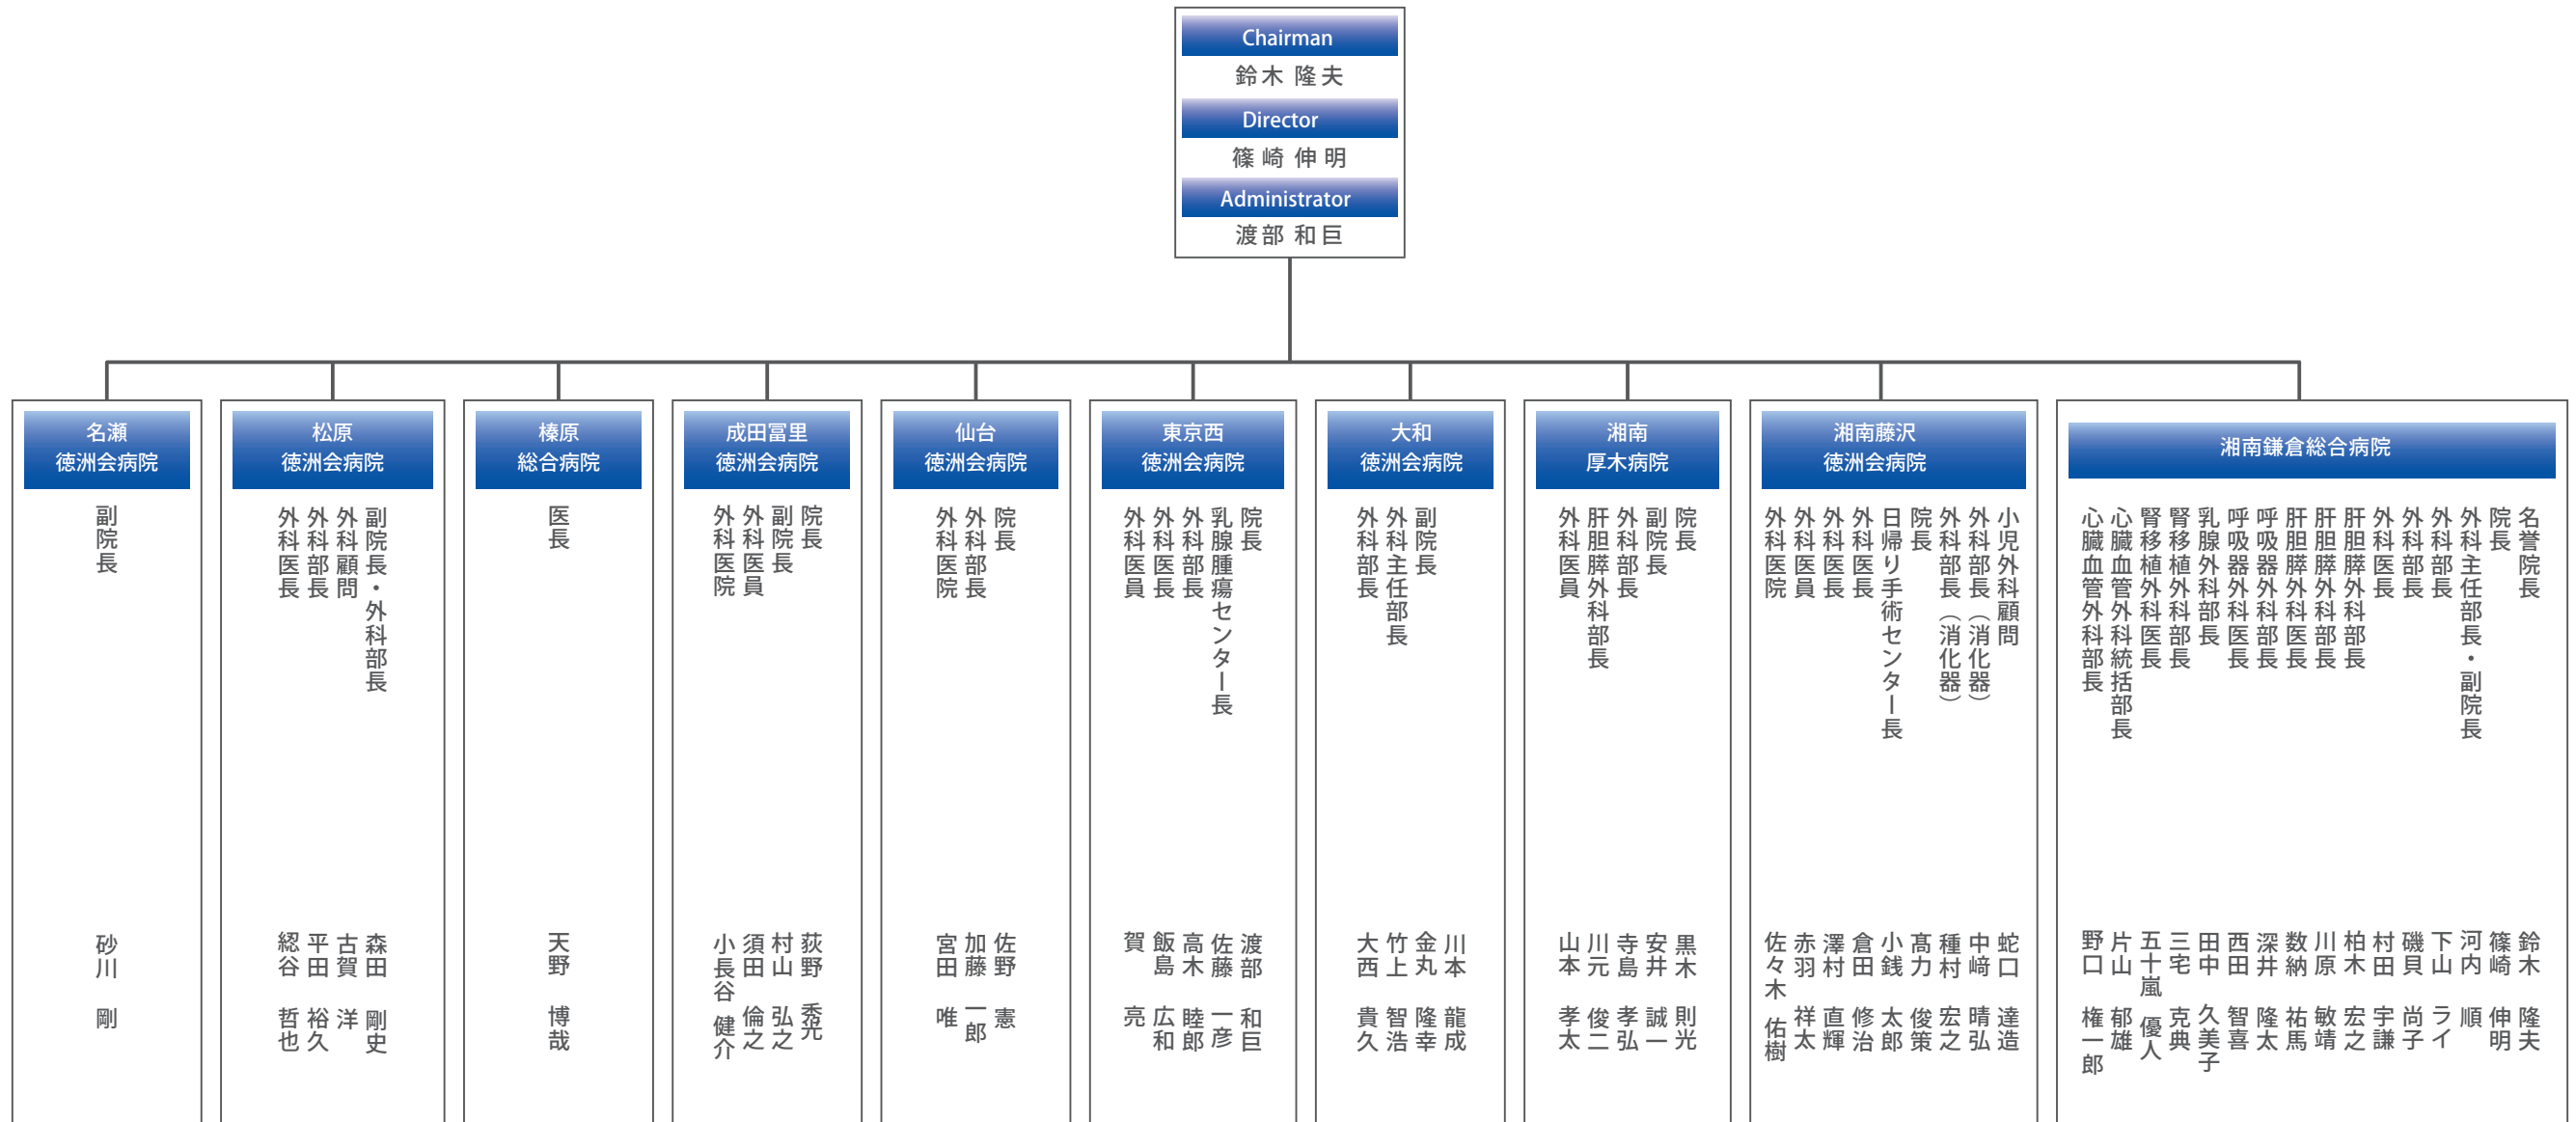 Chairman
鈴木 隆夫
Director
篠崎 伸明
Administrator
渡部 和巨
名瀬
徳洲会病院
副院長 砂川 剛
松原
徳洲会病院
副院長・外科部長 森田 剛史
外科顧問 古賀 洋
外科部長 平田 裕久
外科医長 綛谷 哲也
榛原
総合病院
医長 天野 博哉
成田冨里
徳洲会病院
院長 荻野 秀光
副院長 村山 弘之
外科医員 須田 倫之
外科医院 小長谷 健介
仙台
徳洲会病院
院長 佐野 憲
外科部長 加藤 一郎
外科医院 宮田 唯
東京西
徳洲会病院
院長 渡部 和巨
乳腺腫瘍センター長 佐藤 一彦
外科部長 高木 睦郎
外科医長 飯島 広和
外科医員 賀 亮
大和
徳洲会病院
川本 龍成
副院長 金丸 隆幸
外科主任部長 竹上 智浩
外科部長 大西 貴久
湘南
厚木病院
院長 黒木 則光
副院長 安井 誠一
外科部長 寺島 孝弘
肝胆膵外科部長 川元 俊二
外科医員 山本 孝太
湘南藤沢
徳洲会病院
小児外科顧問 蛇口 達造
外科部長（消化器） 中﨑 晴弘
外科部長（消化器） 種村 宏之
院長 髙力 俊策
日帰り手術センター長 小銭 太郎
外科医長 倉田 修治
外科医長 澤村 直輝
外科医員 赤羽 祥太
外科医院 佐々木 佑樹
湘南鎌倉総合病院
名誉院長 鈴木 隆夫
院長 篠崎 伸明
外科主任部長・副院長 河内 順
外科部長 下山 ライ
外科部長 磯貝 尚子
外科医長 村田 宇謙
肝胆膵外科部長 柏木 宏之
肝胆膵外科部長 川原 敏靖
肝胆膵外科医長 数納 祐馬
呼吸器外科部長 深井 隆太
呼吸器外科医長 西田 智喜
乳腺外科部長 田中 久美子
腎移植外科部長 三宅 克典
腎移植外科医長 五十嵐 優人
心臓血管外科統括部長 片山 郁雄
心臓血管外科部長 野口 権一郎